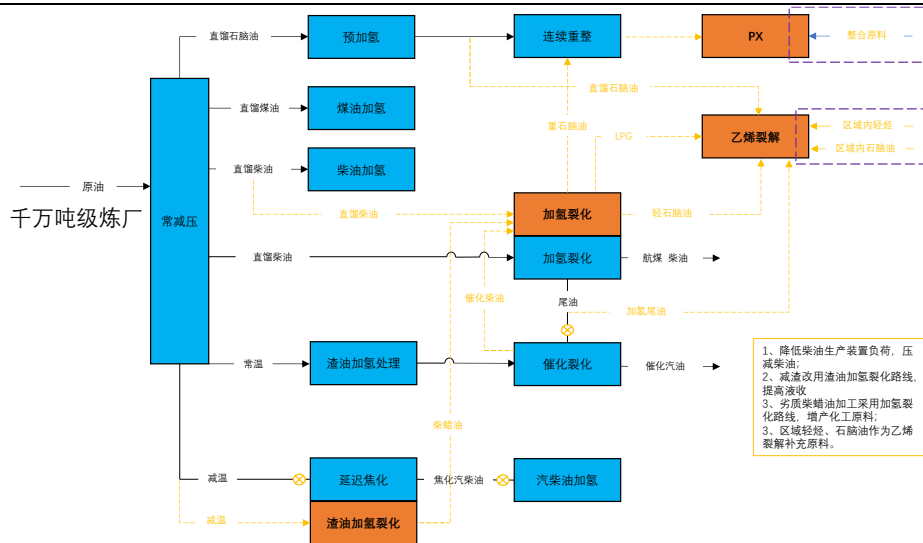 直馏石脑油
预加氢
连续重整
PX
整合原料
直馏石脑油
直馏煤油
煤油加氢
重石脑油
LPG
乙烯裂解
区域内轻烃
区域内石脑油
直馏柴油
柴油加氢
原油
千万吨级炼厂
常减压
直馏柴油
加氢裂化
轻石脑油
直馏柴油
加氢裂化
航煤 柴油
催化柴油
尾油
加氢尾油
常温
渣油加氢处理
催化裂化
催化汽油
1、降低柴油生产装置负荷，压
减柴油；
2、减渣改用渣油加氢裂化路线，
提高液收
3、劣质柴蜡油加工采用加氢裂
化路线，增产化工原料；
3、区域轻烃、石脑油作为乙烯
裂解补充原料。
柴蜡油
减温
延迟焦化
焦化汽柴油
汽柴油加氢
减温
渣油加氢裂化